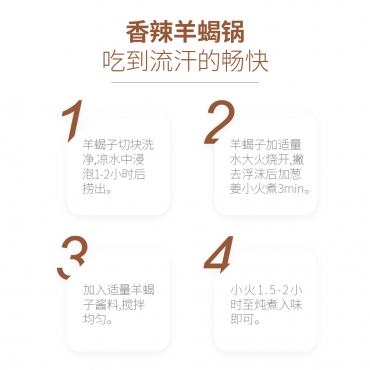 香辣羊蝎锅
吃到流汗的畅快
1
羊蝎子切块洗
净,凉水中浸
泡1-2小时后
捞出。
2
羊蝎子加适量
水大火烧开,撇
去浮沫后加葱
姜小火煮3min。
3
加入适量羊蝎
子酱料,搅拌
均匀。
4
小火1.5-2小
时至炖煮入味
即可。